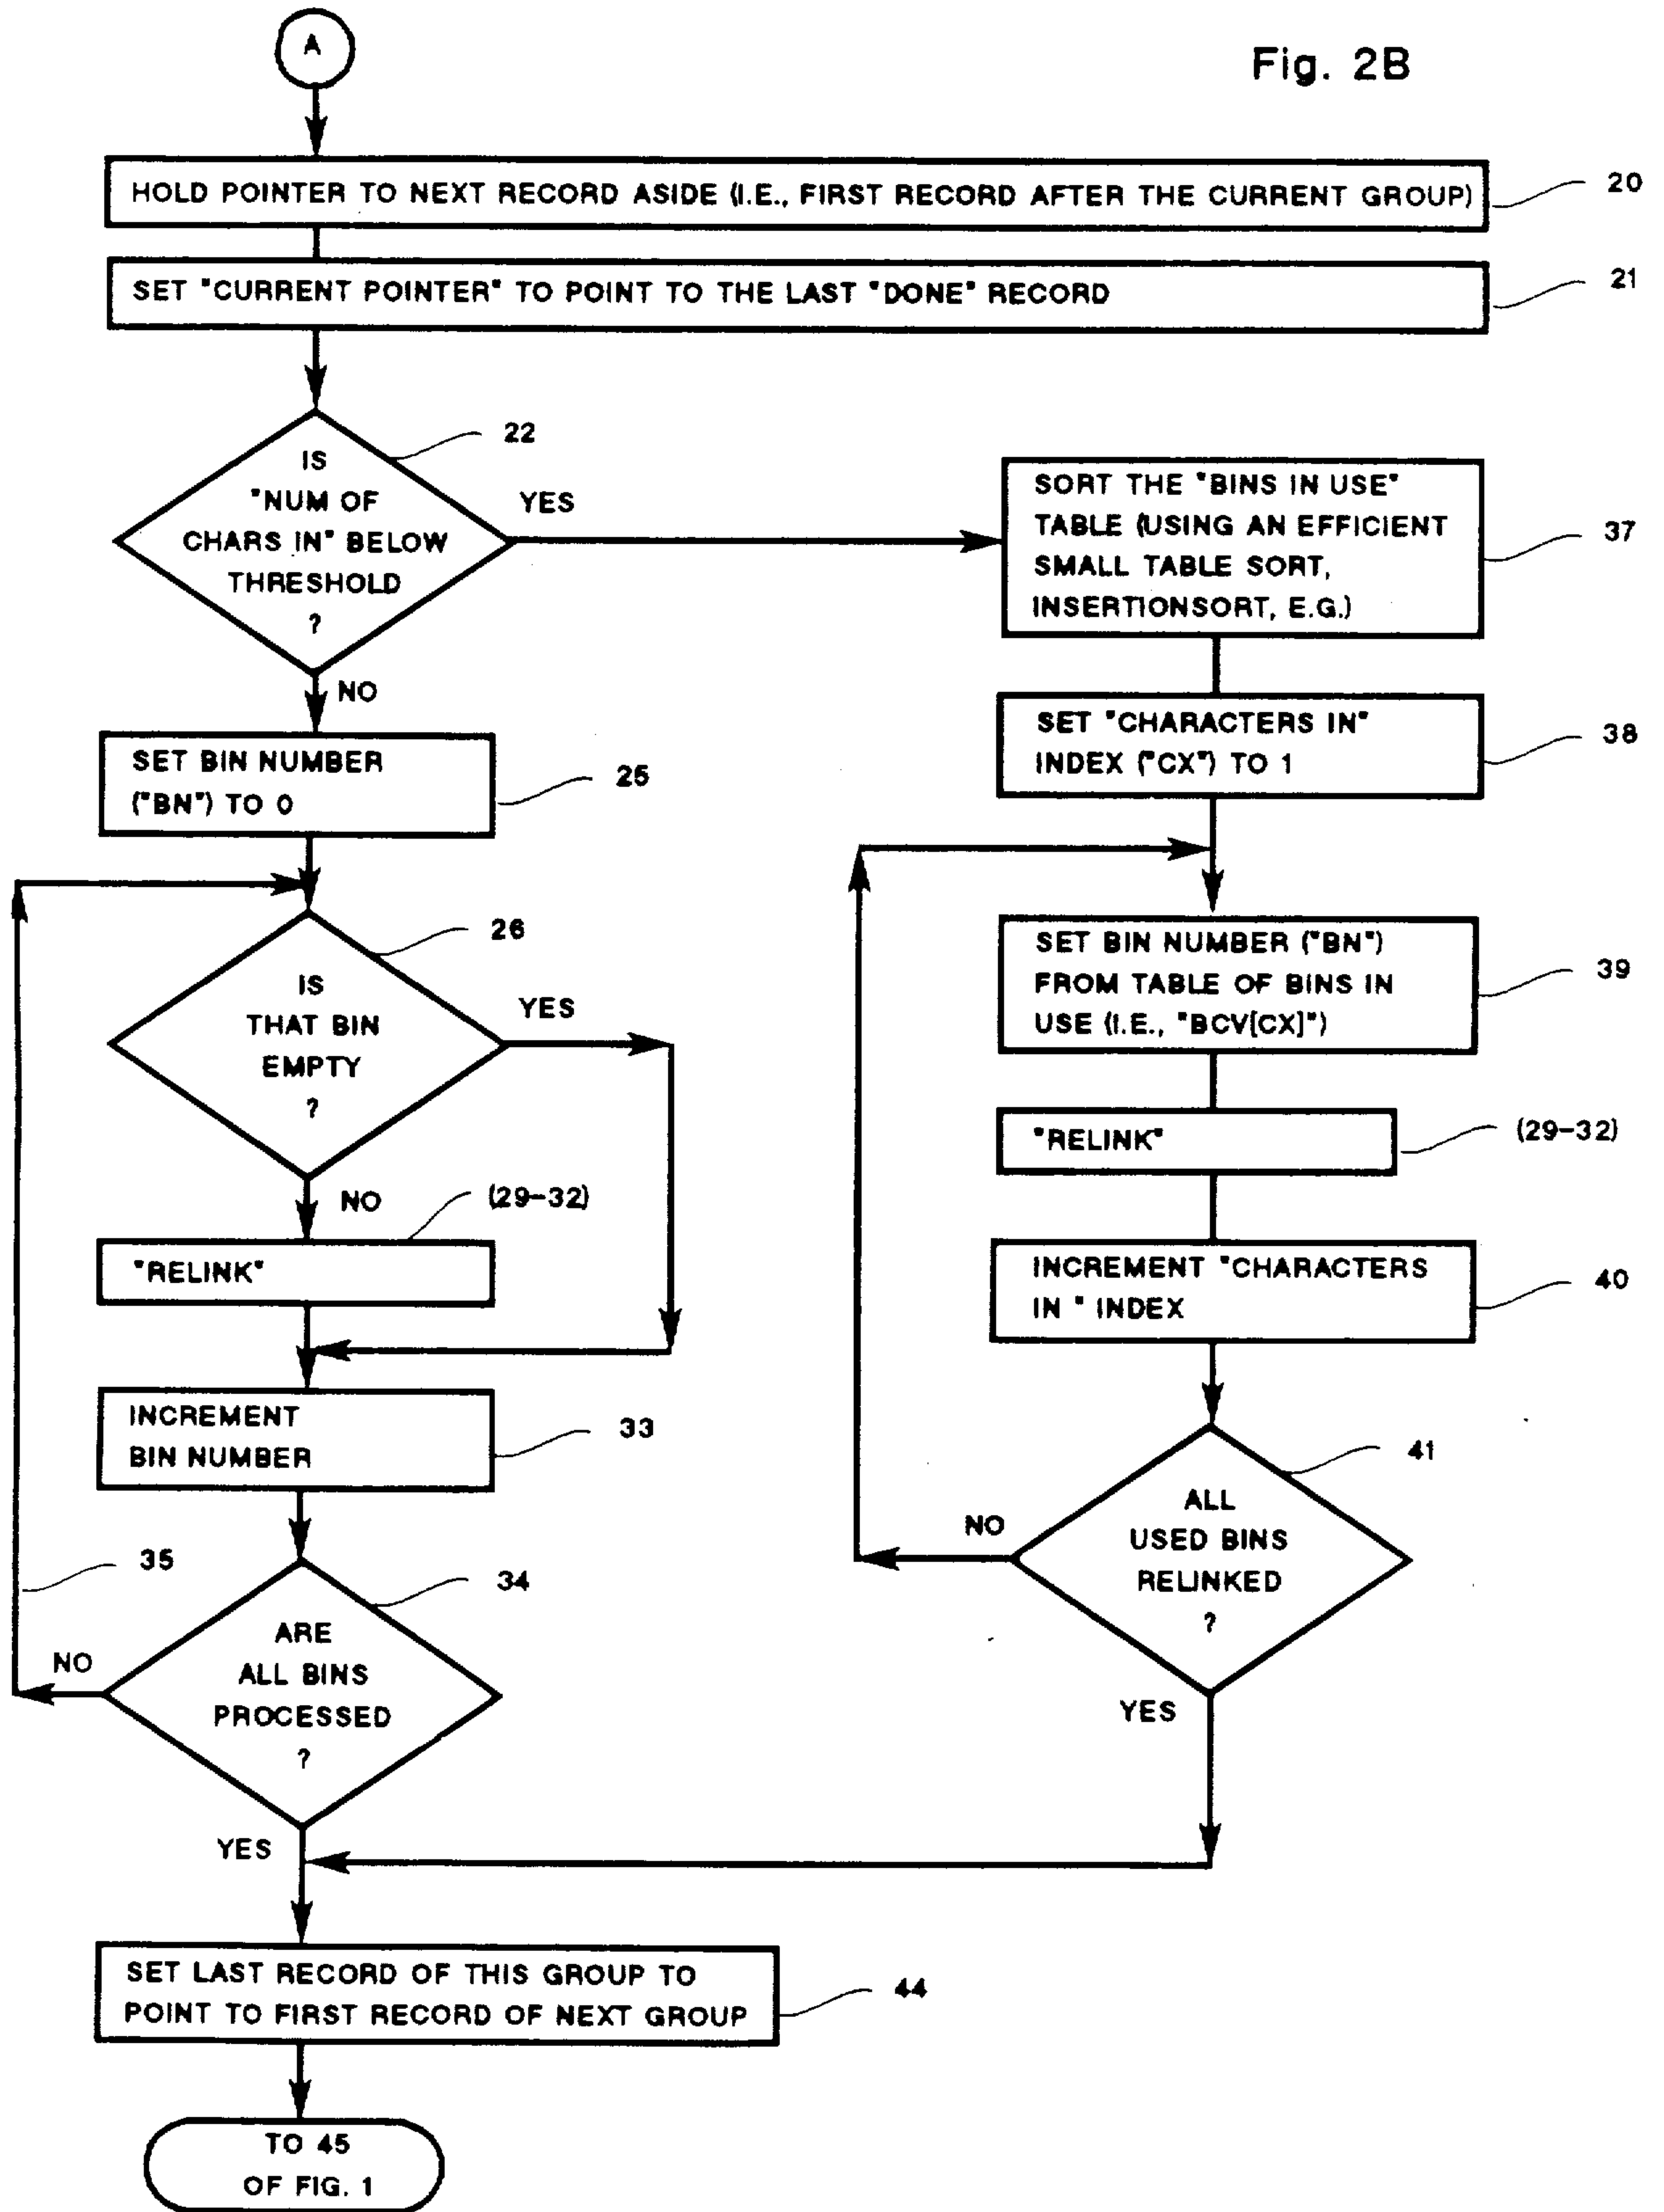 A
Fig. 2B
HOLD POINTER TO NEXT RECORD ASIDE (I.E., FIRST RECORD AFTER THE CURRENT GROUP)
20
SET "CURRENT POINTER" TO POINT TO THE LAST "DONE" RECORD
21
22
IS
"NUM OF
CHARS IN" BELOW
THRESHOLD
?
YES
NO
SORT THE "BINS IN USE"
TABLE (USING AN EFFICIENT
SMALL TABLE SORT,
INSERTIONSORT, E.G.)
37
SET "CHARACTERS IN"
INDEX ("CX") TO 1
38
SET BIN NUMBER
("BN") TO 0
25
26
IS
THAT BIN
EMPTY
?
YES
NO
SET BIN NUMBER ("BN")
FROM TABLE OF BINS IN
USE (I.E., "BCV[CX]")
39
"RELINK"
(29-32)
(29-32)
"RELINK"
INCREMENT "CHARACTERS
IN " INDEX
40
INCREMENT
BIN NUMBER
33
41
ALL
USED BINS
RELINKED
?
NO
YES
35
34
ARE
ALL BINS
PROCESSED
?
NO
YES
SET LAST RECORD OF THIS GROUP TO
POINT TO FIRST RECORD OF NEXT GROUP
44
TO 45
OF FIG. 1